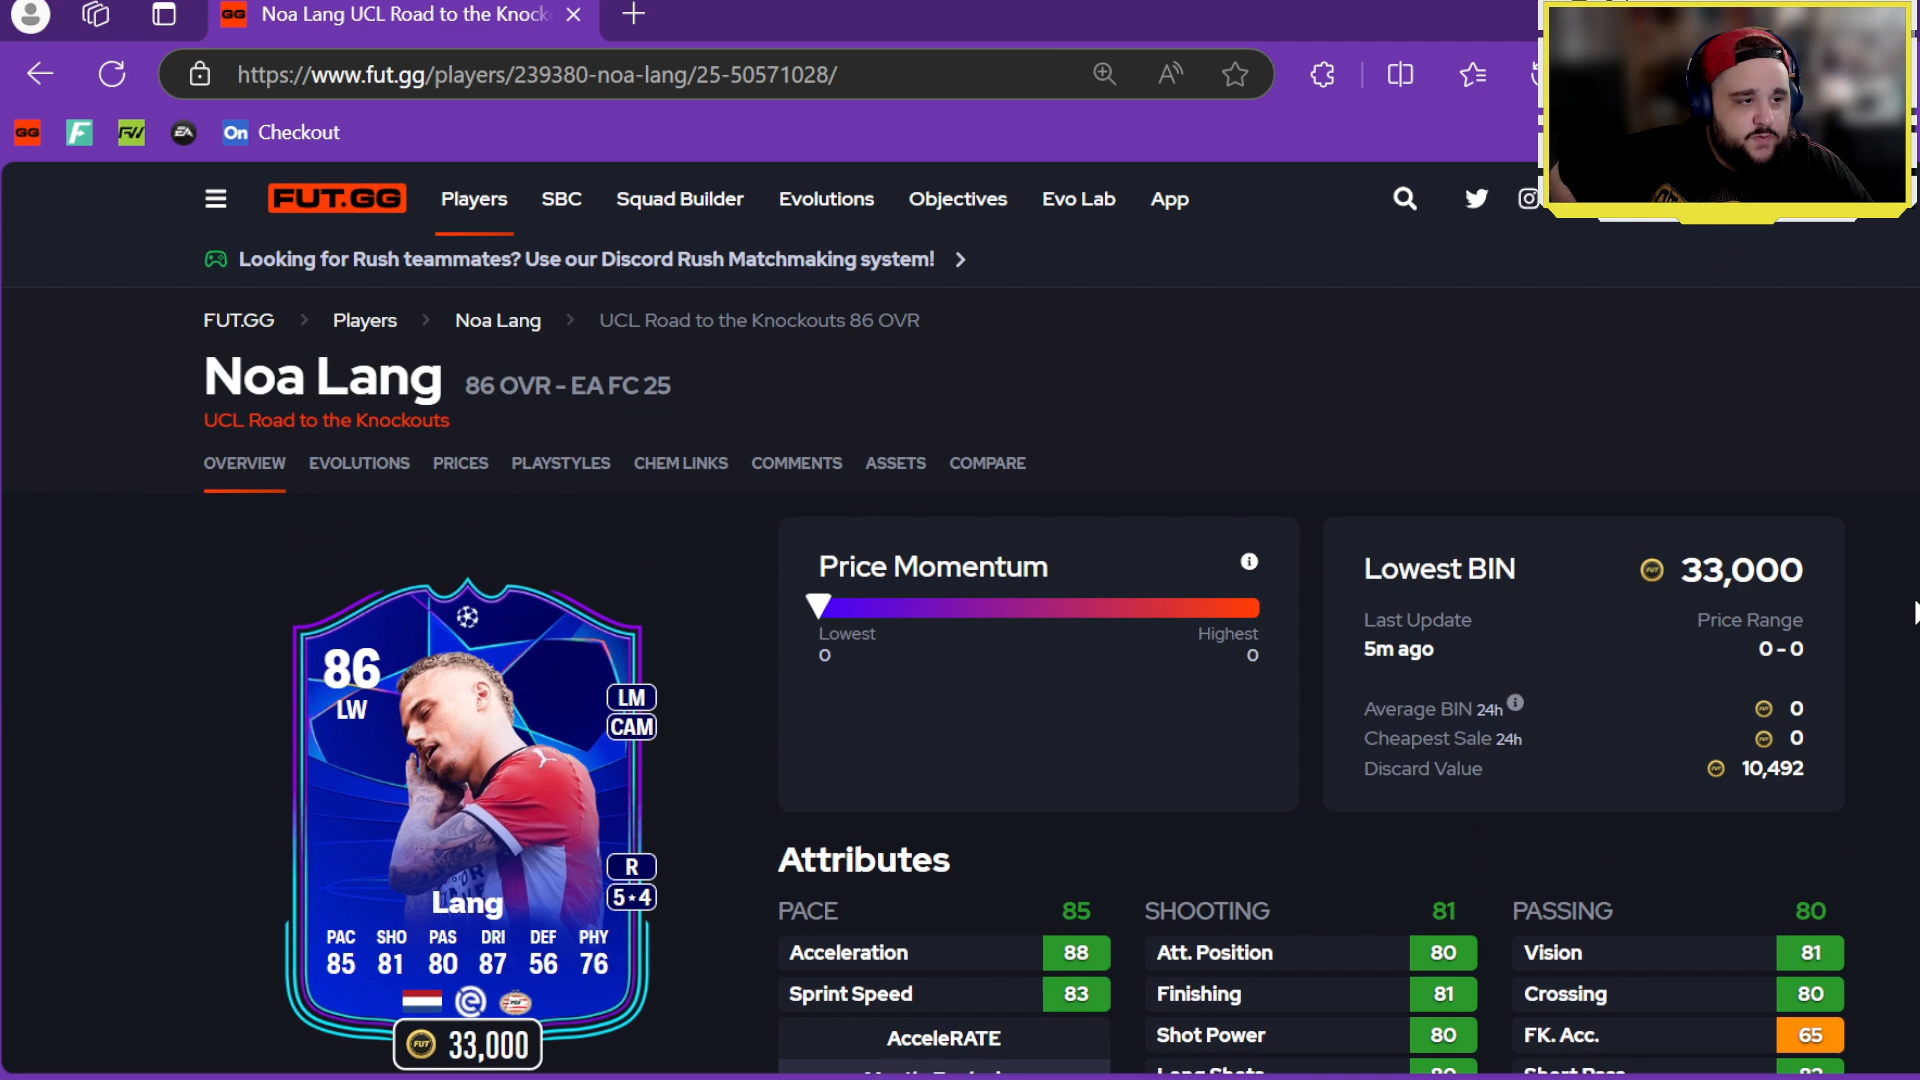 GG Noa Lang UCL Road to the Knock
https://www.fut.gg/players/239380-noa-lang/25-50571028/
GG EA On Checkout
FUT.GG Players SBC Squad Builder Evolutions Objectives Evo Lab App
Looking for Rush teammates? Use our Discord Rush Matchmaking system!
FUT.GG Players Noa Lang UCL Road to the Knockouts 86 OVR
Noa Lang 86 OVR - EA FC 25
UCL Road to the Knockouts
OVERVIEW EVOLUTIONS PRICES PLAYSTYLES CHEM LINKS COMMENTS ASSETS COMPARE
86
LW
LM
CAM
R
5★4
Lang
PAC SHO PAS DRI DEF PHY
85 81 80 87 56 76
FUT 33,000
Price Momentum
Lowest Highest
0 0
Lowest BIN 33,000
Last Update Price Range
5m ago 0 - 0
Average BIN 24h 0
Cheapest Sale 24h 0
Discard Value 10,492
Attributes
PACE 85
Acceleration 88
Sprint Speed 83
AcceleRATE
SHOOTING 81
Att. Position 80
Finishing 81
Shot Power 80
PASSING 80
Vision 81
Crossing 80
FK. Acc. 65